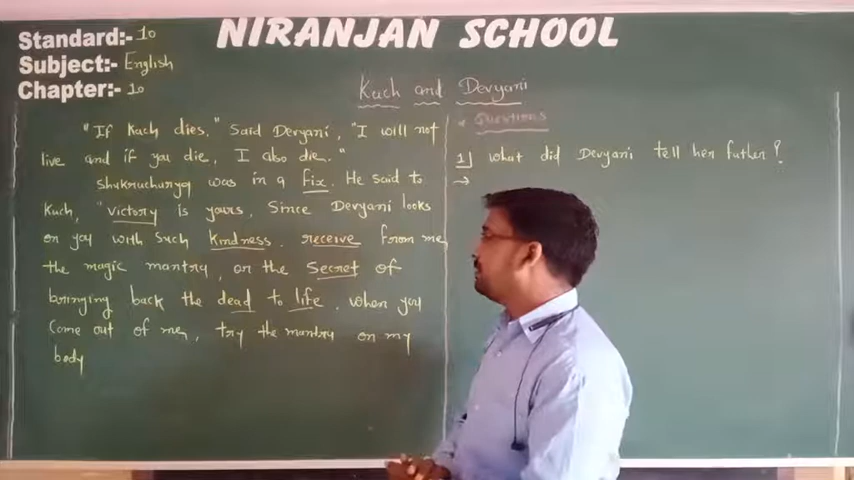 NIRANJAN SCHOOL
Standard:- 10
Subject:- English
Chapter:- 10
Kach and Devyani
"If Kach dies," Said Devyani, "I will not
live and if you die, I also die."
Shukracharya was in a fix. He said to
Kach, "victory is yours, Since Devyani looks
on you with such kindness. receive from me
the magic mantra, or the Secret of
bringing back the dead to life. when you
Come out of me, try the mantra on my
body
* Questions
1] what did Devyani tell her father?
→